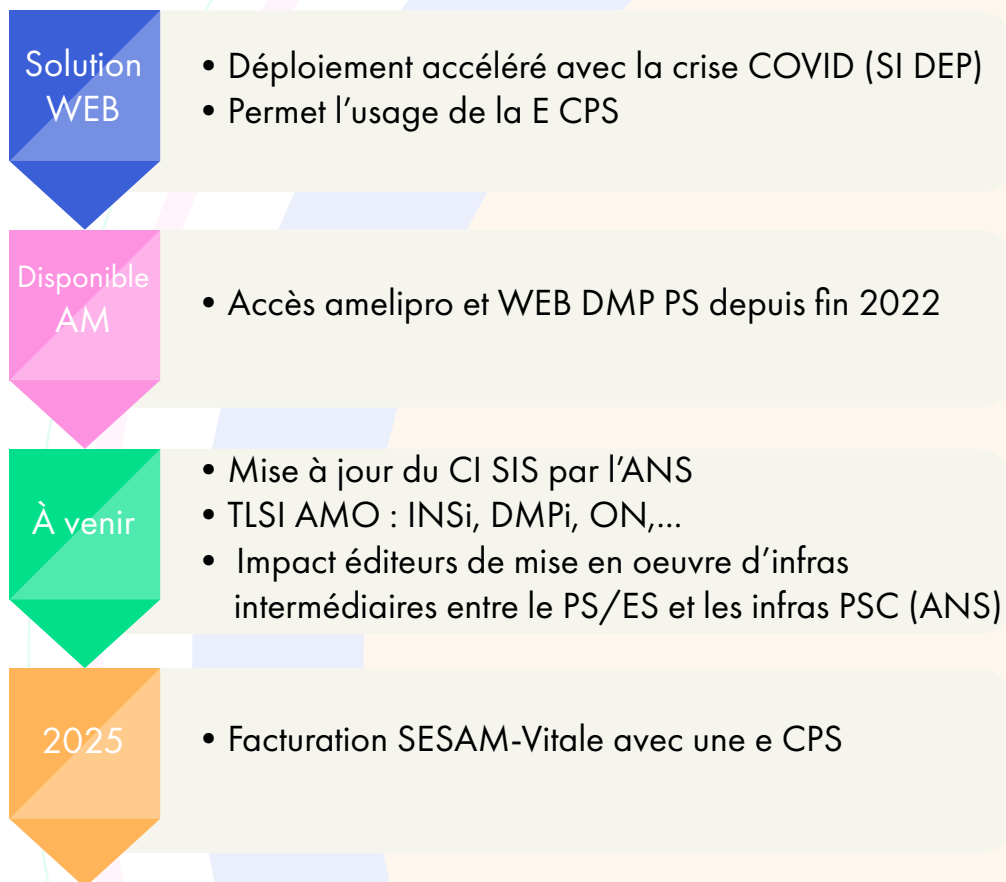 Solution
WEB
• Déploiement accéléré avec la crise COVID (SI DEP)
• Permet l’usage de la E CPS
Disponible
AM
• Accès amelipro et WEB DMP PS depuis fin 2022
À venir
• Mise à jour du CI SIS par l’ANS
• TLSI AMO : INSi, DMPi, ON,...
• Impact éditeurs de mise en oeuvre d’infras
intermédiaires entre le PS/ES et les infras PSC (ANS)
2025
• Facturation SESAM-Vitale avec une e CPS